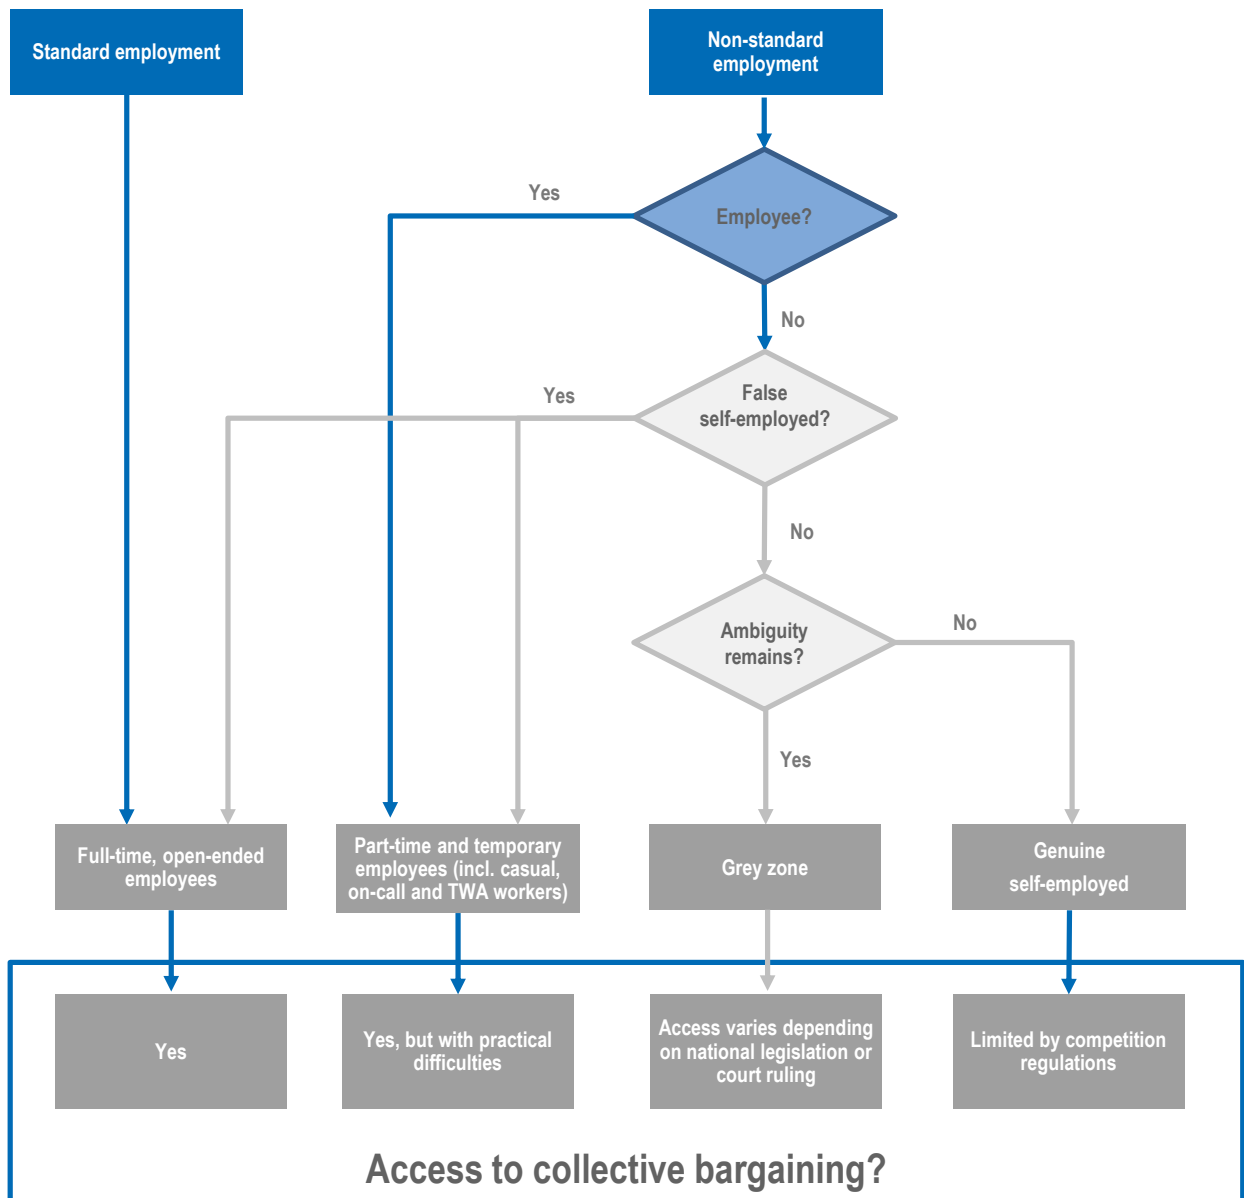 Standard employment
Non-standard
employment
Yes
Employee?
No
Yes
False
self-employed?
No
Ambiguity
remains?
No
Yes
Full-time, open-ended
employees
Part-time and temporary
employees (incl. casual,
on-call and TWA workers)
Grey zone
Genuine
self-employed
Yes
Yes, but with practical
difficulties
Access varies depending
on national legislation or
court ruling
Limited by competition
regulations
Access to collective bargaining?